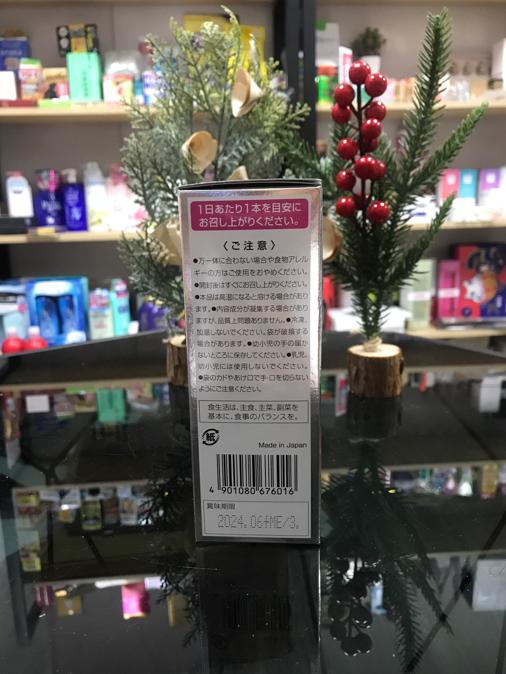 1日あたり1本を目安に
お召し上がりください。
〈ご注意〉
●万一体に合わない場合や食物アレル
ギーの方はご使用をおやめください。
●開封後はすぐにお召し上がりください。
●本品は高温になると溶ける場合があり
ます。●内容成分が凝集する場合があり
ますが、品質上問題ありません。●冷凍、
加温しないでください。袋が破損する
場合があります。●幼小児の手の届か
ないところに保存してください。●乳児、
幼小児には使用しないでください。
●袋のカドやあけ口で手・口を切らない
ようにご注意ください。
食生活は、主食、主菜、副菜を
基本に、食事のバランスを。
紙
Made in Japan
4 901080 676016
賞味期限
2024.06ME/3.